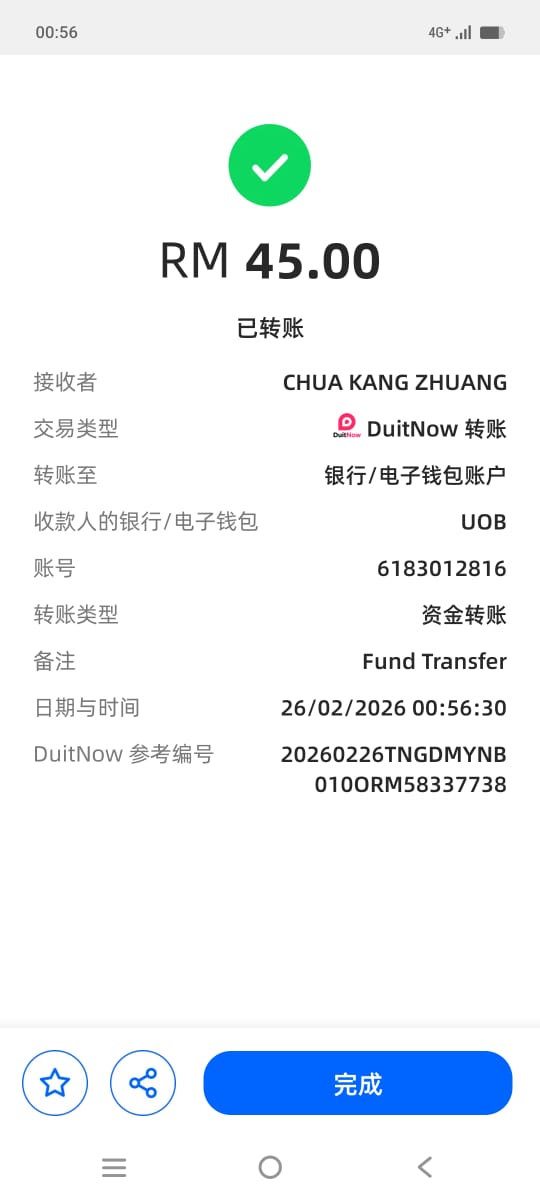 00:56
4G+
RM 45.00
已转账
接收者 CHUA KANG ZHUANG
交易类型 DuitNow DuitNow 转账
转账至 银行/电子钱包账户
收款人的银行/电子钱包 UOB
账号 6183012816
转账类型 资金转账
备注 Fund Transfer
日期与时间 26/02/2026 00:56:30
DuitNow 参考编号 20260226TNGDMYNB
010ORM58337738
完成